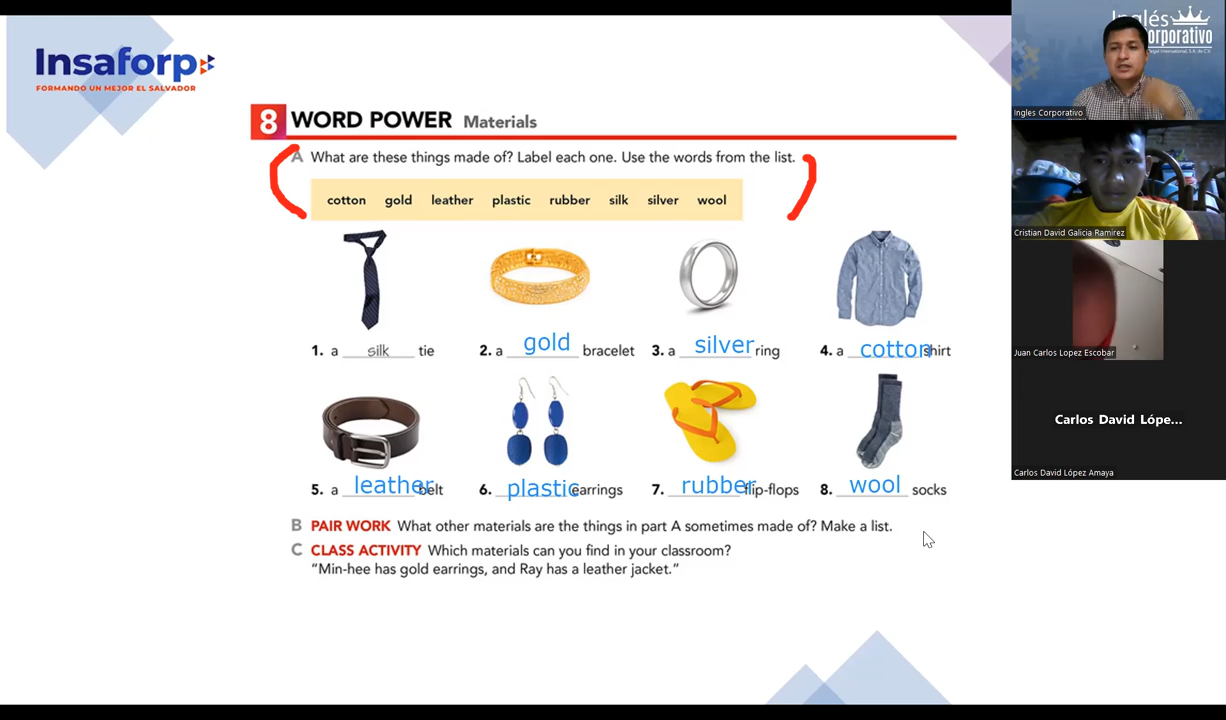 Insaforp
FORMANDO UN MEJOR EL SALVADOR
8 WORD POWER Materials
A What are these things made of? Label each one. Use the words from the list.
cotton gold leather plastic rubber silk silver wool
1. a silk tie
2. a gold bracelet
3. a silver ring
4. a cotton shirt
5. a leather belt
6. plastic earrings
7. rubber flip-flops
8. wool socks
B PAIR WORK What other materials are the things in part A sometimes made of? Make a list.
C CLASS ACTIVITY Which materials can you find in your classroom?
“Min-hee has gold earrings, and Ray has a leather jacket.”
Inglés
orporativo
Ingles Corporativo
Cristian David Galicia Ramirez
Juan Carlos Lopez Escobar
Carlos David Lópe...
Carlos David López Amaya